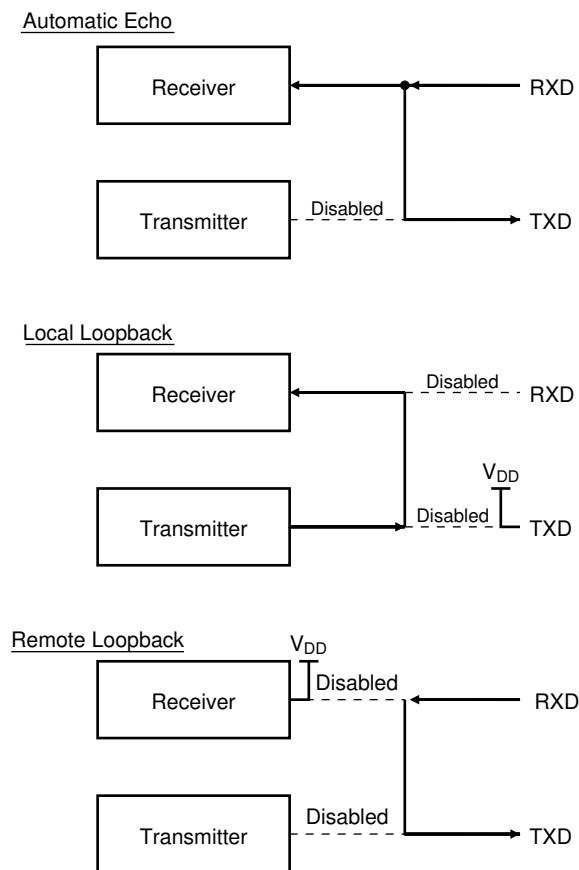 Automatic Echo
Receiver
RXD
Transmitter
Disabled
TXD
Local Loopback
Receiver
Disabled
RXD
VDD
Transmitter
Disabled
TXD
Remote Loopback
VDD
Receiver
Disabled
RXD
Transmitter
Disabled
TXD